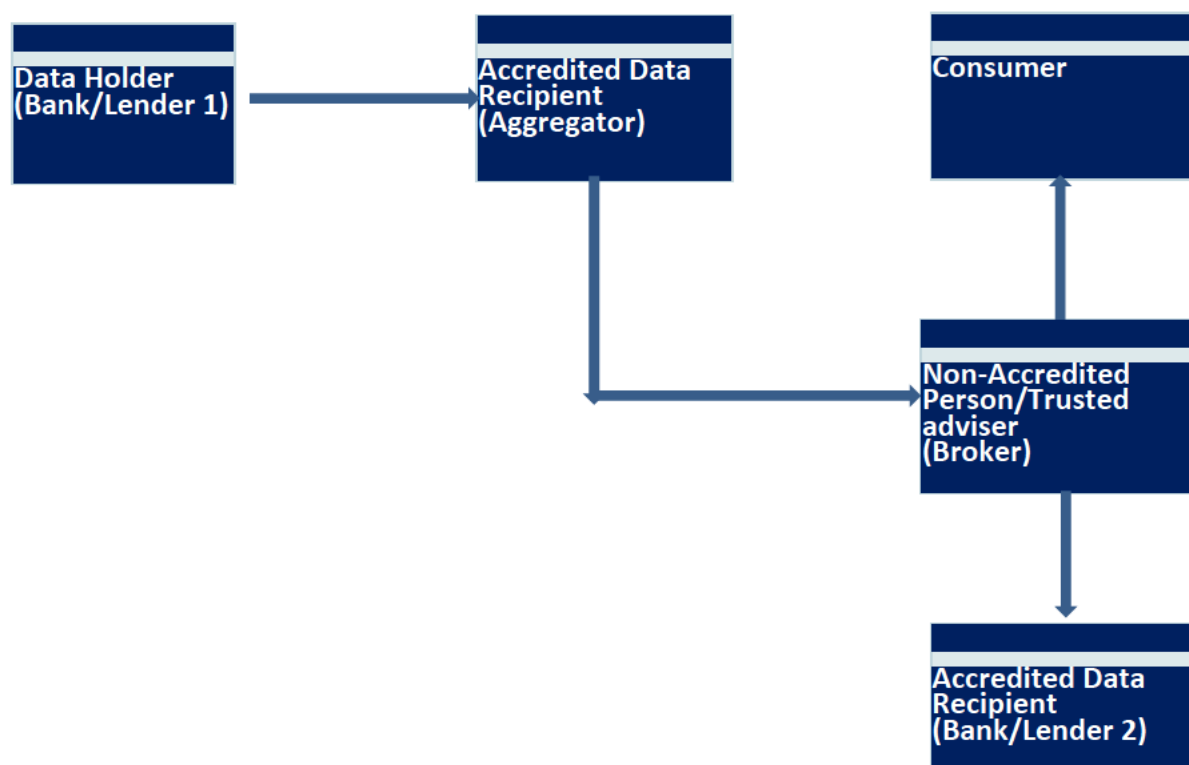 Data Holder
(Bank/Lender 1)
Accredited Data
Recipient
(Aggregator)
Consumer
Non-Accredited
Person/Trusted
adviser
(Broker)
Accredited Data
Recipient
(Bank/Lender 2)